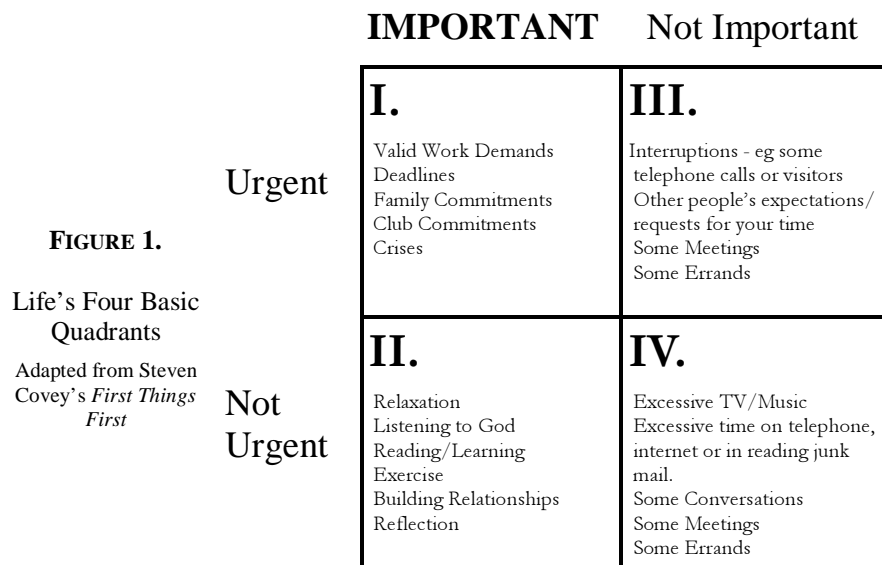 IMPORTANT
Not Important
FIGURE 1.
Life's Four Basic
Quadrants
Adapted from Steven
Covey's First Things
First
Urgent
I.
Valid Work Demands
Deadlines
Family Commitments
Club Commitments
Crises
III.
Interruptions - eg some
telephone calls or visitors
Other people's expectations/
requests for your time
Some Meetings
Some Errands
Not
Urgent
II.
Relaxation
Listening to God
Reading/Learning
Exercise
Building Relationships
Reflection
IV.
Excessive TV/Music
Excessive time on telephone,
internet or in reading junk
mail.
Some Conversations
Some Meetings
Some Errands